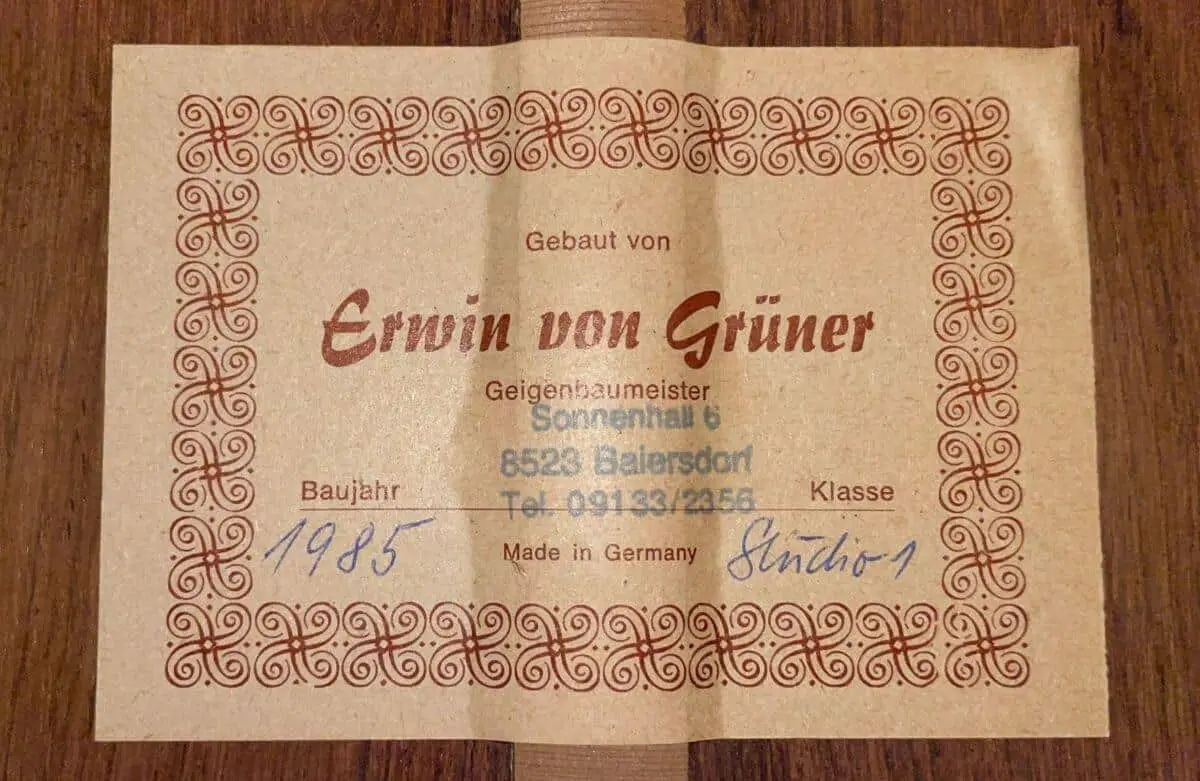 Gebaut von
Erwin von Grüner
Geigenbaumeister
Sonnenhall 6
8523 Baiersdorf
Tel. 09133/2356
Baujahr
Klasse
1985
Made in Germany
Studio 1